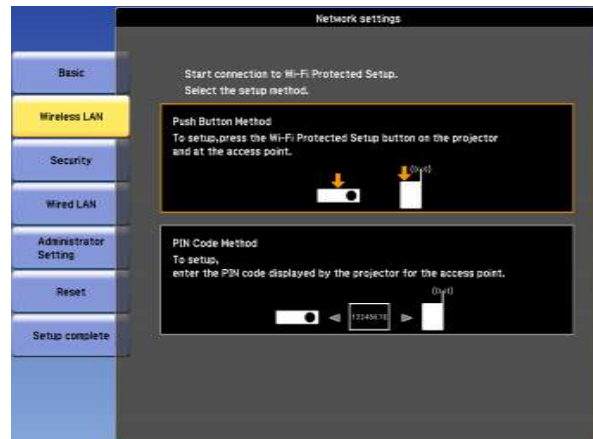 Network settings
Basic
Wireless LAN
Security
Wired LAN
Administrator
Setting
Reset
Setup complete
Start connection to Wi-Fi Protected Setup.
Select the setup method.
Push Button Method
To setup,press the Wi-Fi Protected Setup button on the projector
and at the access point.
PIN Code Method
To setup,
enter the PIN code displayed by the projector for the access point.
12345678